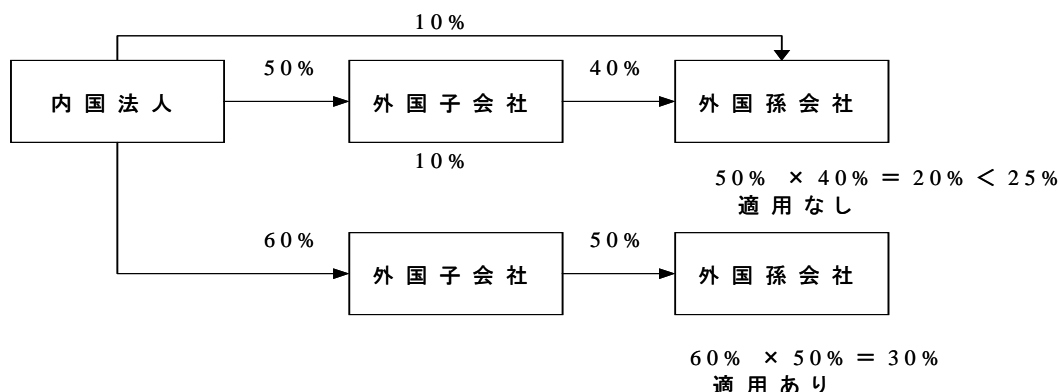 10%
50%
40%
内国法人
外国子会社
外国孫会社
10%
50% × 40% = 20% < 25%
適用なし
60%
50%
外国子会社
外国孫会社
60% × 50% = 30%
適用あり